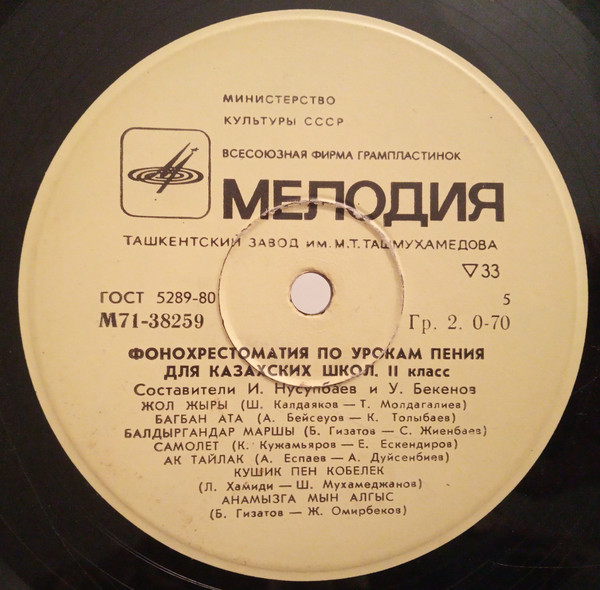 МИНИСТЕРСТВО
КУЛЬТУРЫ СССР
ВСЕСОЮЗНАЯ ФИРМА ГРАМПЛАСТИНОК
МЕЛОДИЯ
ТАШКЕНТСКИЙ ЗАВОД ИМ. М.Т. ТАШМУХАМЕДОВА
▽33
ГОСТ 5289-80 5
М71-38259 Гр. 2. 0-70
ФОНОХРЕСТОМАТИЯ ПО УРОКАМ ПЕНИЯ
ДЛЯ КАЗАХСКИХ ШКОЛ. II класс
Составители И. Нусупбаев и У. Бекенов
ЖОЛ ЖЫРЫ (Ш. Калдаяков — Т. Молдагалиев)
БАГБАН АТА (А. Бейсеуов — К. Толыбаев)
БАЛДЫРГАНДАР МАРШЫ (Б. Гизатов — С. Жиенбаев)
САМОЛЕТ (К. Кужамьяров — Е. Ескендиров)
АК ТАЙЛАК (А. Еспаев — А. Дуйсенбиев)
КУШИК ПЕН КОБЕЛЕК
(Л. Хамиди — Ш. Мухамеджанов)
АНАМЫЗГА МЫН АЛГЫС
(Б. Гизатов — Ж. Омирбеков)